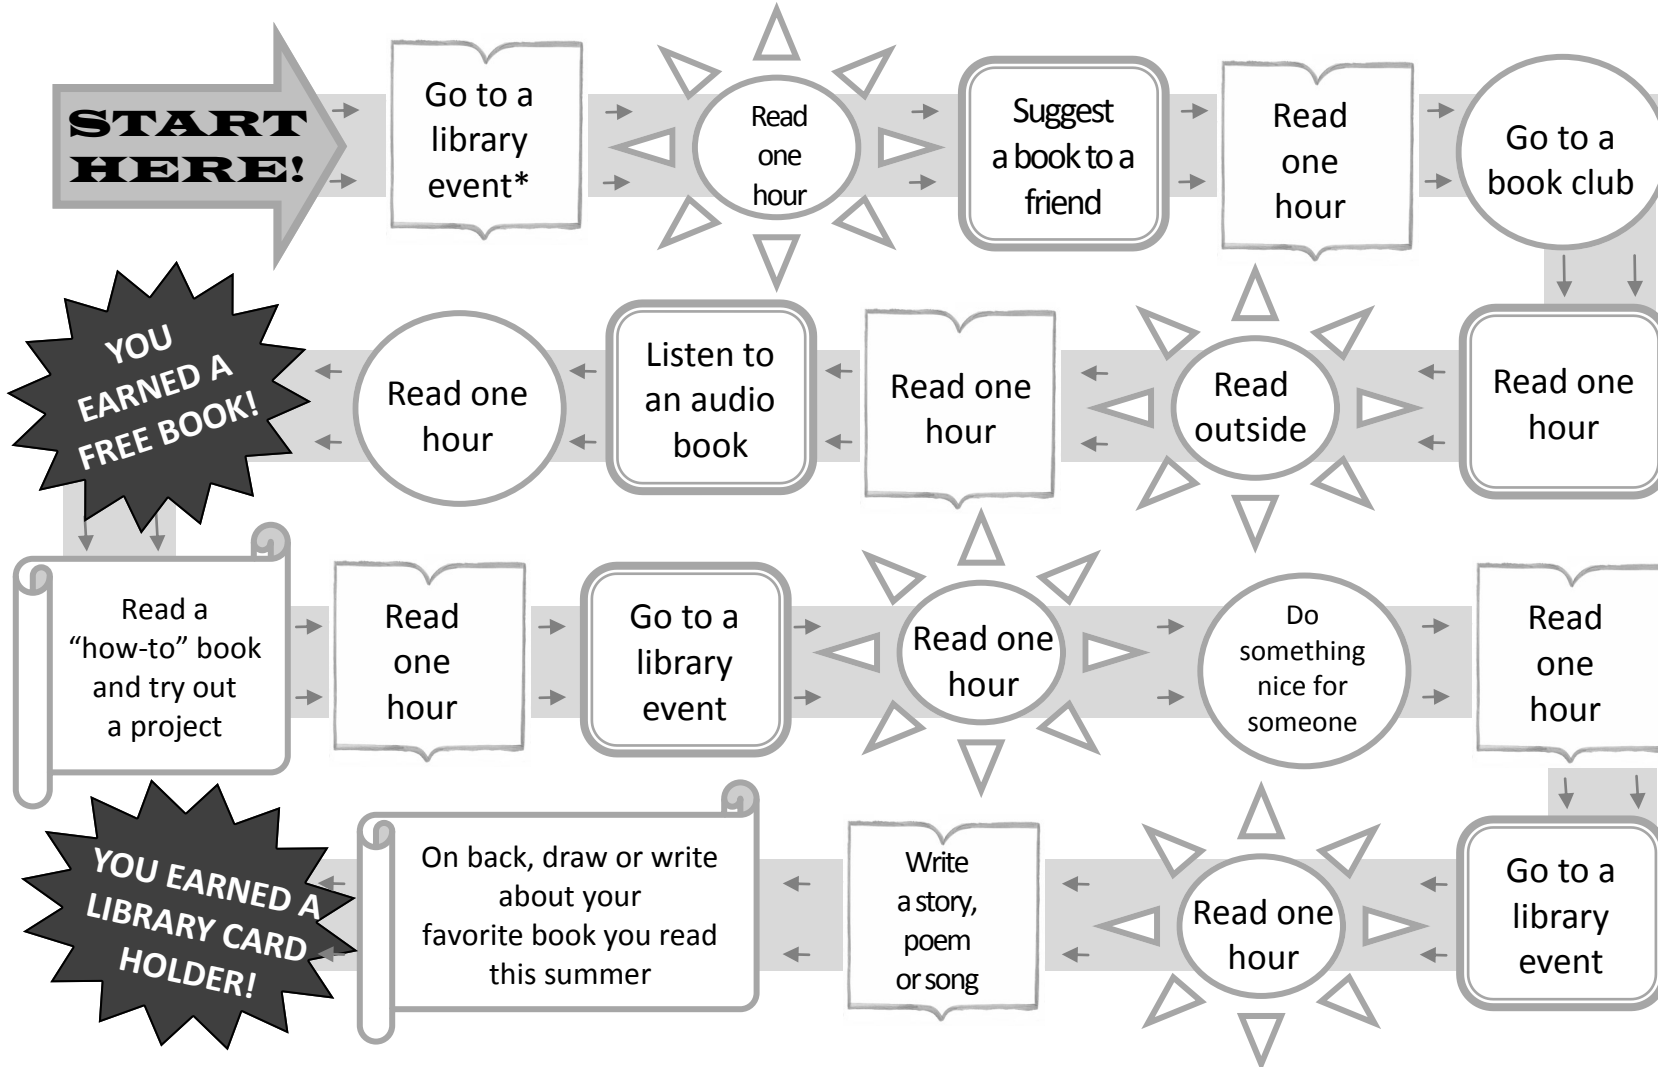 START
HERE!
Go to a
library
event*
Read
one
hour
Suggest
a book to a
friend
Read
one
hour
Go to a
book club
Read one
hour
Read
outside
Read one
hour
Listen to
an audio
book
Read one
hour
YOU
EARNED A
FREE BOOK!
Read a
“how-to” book
and try out
a project
Read
one
hour
Go to a
library
event
Read one
hour
Do
something
nice for
someone
Read
one
hour
Go to a
library
event
Read one
hour
Write
a story,
poem
or song
On back, draw or write
about your
favorite book you read
this summer
YOU EARNED A
LIBRARY CARD
HOLDER!